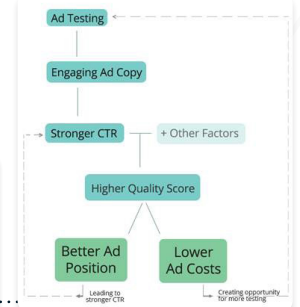 Ad Testing
Engaging Ad Copy
Stronger CTR
+ Other Factors
Higher Quality Score
Better Ad
Position
Lower
Ad Costs
Leading to
stronger CTR
Creating opportunity
for more testing